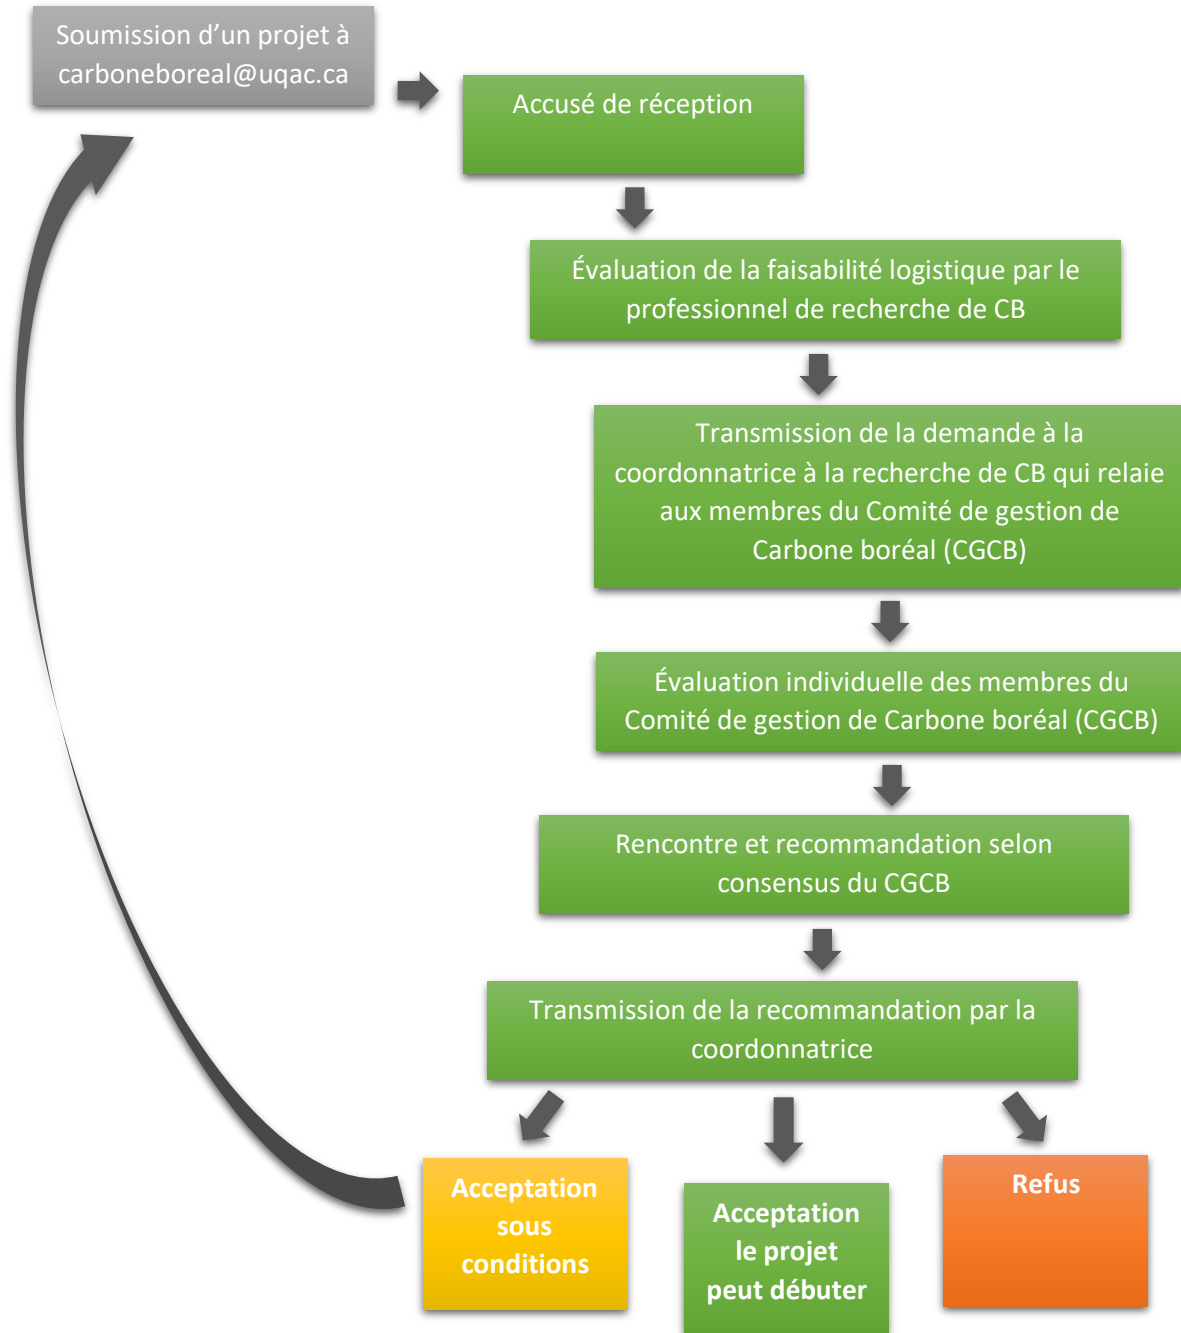 Soumission d’un projet à
carboneboreal@uqac.ca
Accusé de réception
Évaluation de la faisabilité logistique par le
professionnel de recherche de CB
Transmission de la demande à la
coordonnatrice à la recherche de CB qui relaie
aux membres du Comité de gestion de
Carbone boréal (CGCB)
Évaluation individuelle des membres du
Comité de gestion de Carbone boréal (CGCB)
Rencontre et recommandation selon
consensus du CGCB
Transmission de la recommandation par la
coordonnatrice
Acceptation
sous
conditions
Acceptation
le projet
peut débuter
Refus